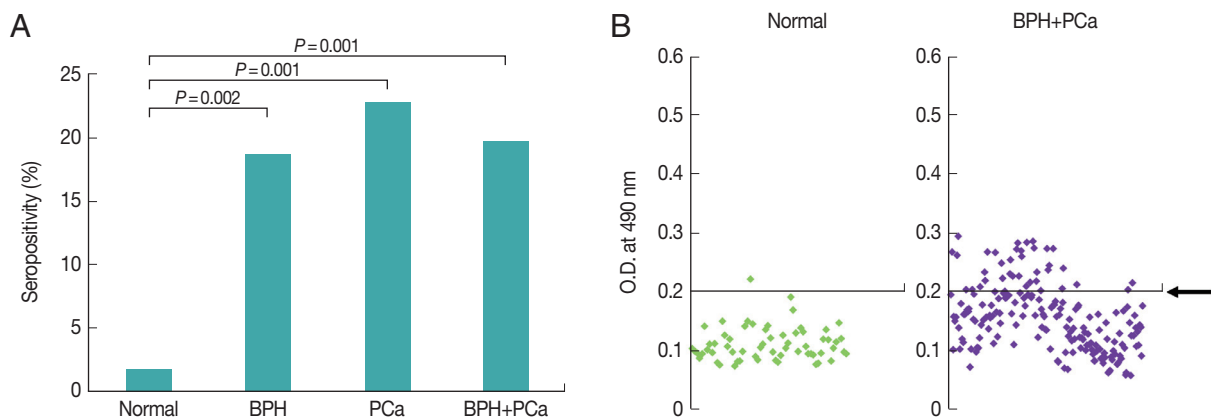 A
P=0.001
P=0.001
P=0.002
25
20
15
10
5
0
Seropositivity (%)
Normal
BPH
PCa
BPH+PCa
B
Normal
BPH+PCa
O.D. at 490 nm
0.6
0.5
0.4
0.3
0.2
0.1
0
0.6
0.5
0.4
0.3
0.2
0.1
0